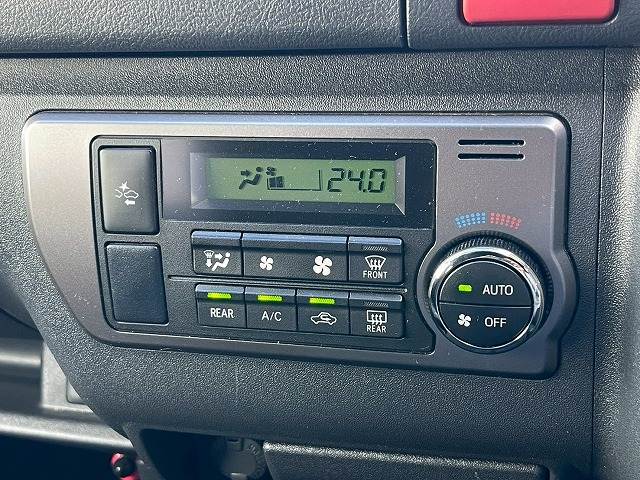 24.0
FRONT
AUTO
REAR A/C REAR
OFF